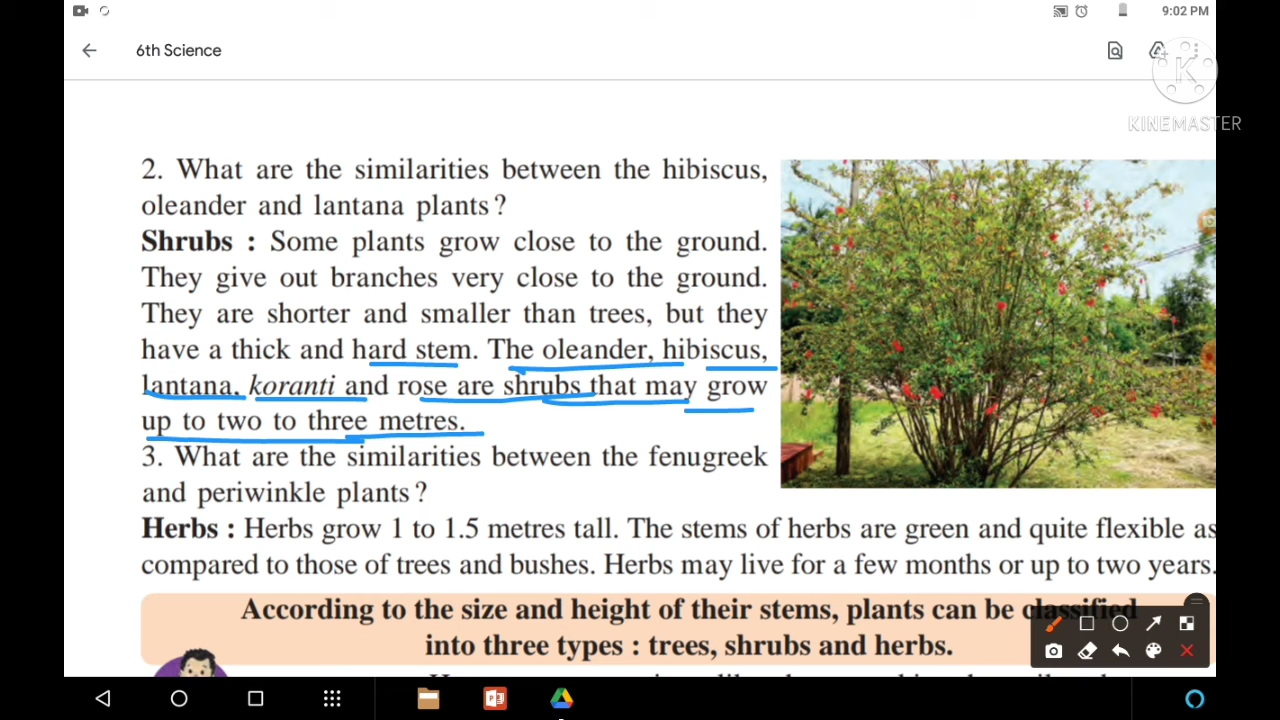 9:02 PM
6th Science
KINEMASTER
2. What are the similarities between the hibiscus,
oleander and lantana plants?
Shrubs : Some plants grow close to the ground.
They give out branches very close to the ground.
They are shorter and smaller than trees, but they
have a thick and hard stem. The oleander, hibiscus,
lantana, koranti and rose are shrubs that may grow
up to two to three metres.
3. What are the similarities between the fenugreek
and periwinkle plants?
Herbs : Herbs grow 1 to 1.5 metres tall. The stems of herbs are green and quite flexible as
compared to those of trees and bushes. Herbs may live for a few months or up to two years.
According to the size and height of their stems, plants can be classified
into three types : trees, shrubs and herbs.